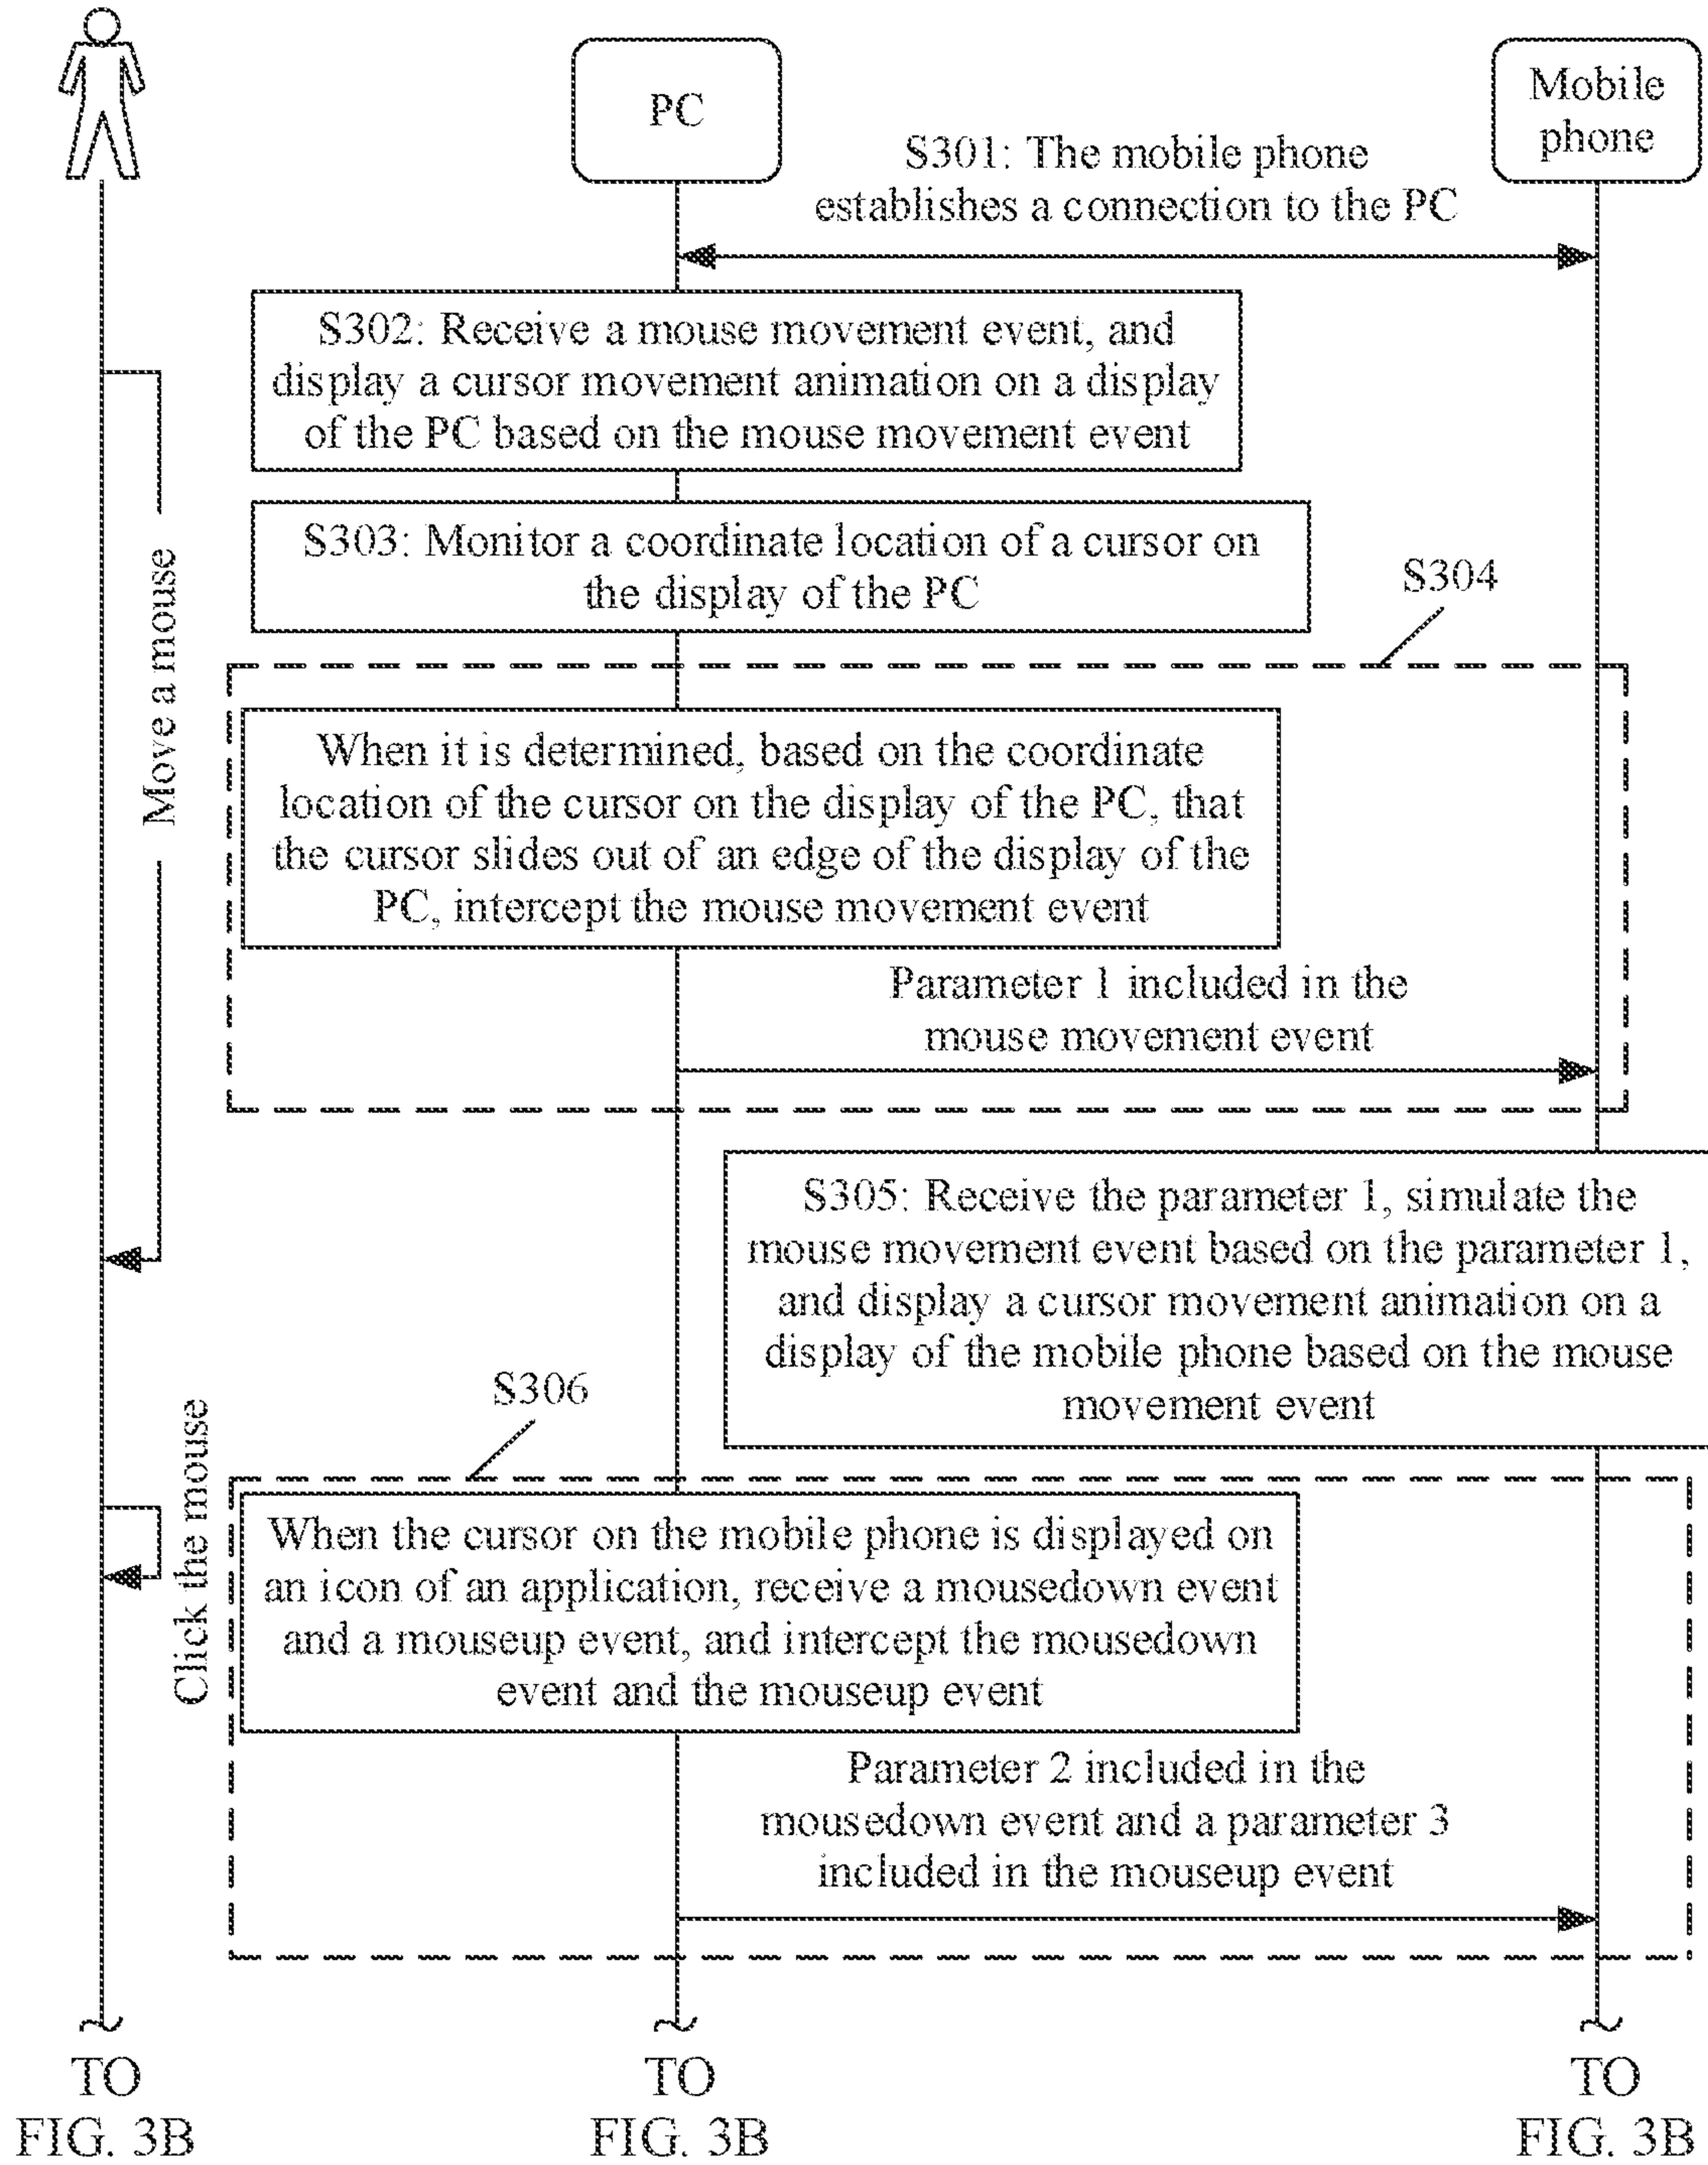 PC
Mobile
phone
S301: The mobile phone
establishes a connection to the PC
S302: Receive a mouse movement event, and
display a cursor movement animation on a display
of the PC based on the mouse movement event
S303: Monitor a coordinate location of a cursor on
the display of the PC
S304
Move a mouse
When it is determined, based on the coordinate
location of the cursor on the display of the PC, that
the cursor slides out of an edge of the display of the
PC, intercept the mouse movement event
Parameter 1 included in the
mouse movement event
S305: Receive the parameter 1, simulate the
mouse movement event based on the parameter 1,
and display a cursor movement animation on a
display of the mobile phone based on the mouse
movement event
S306
Click the mouse
When the cursor on the mobile phone is displayed on
an icon of an application, receive a mousedown event
and a mouseup event, and intercept the mousedown
event and the mouseup event
Parameter 2 included in the
mousedown event and a parameter 3
included in the mouseup event
TO
FIG. 3B
TO
FIG. 3B
TO
FIG. 3B